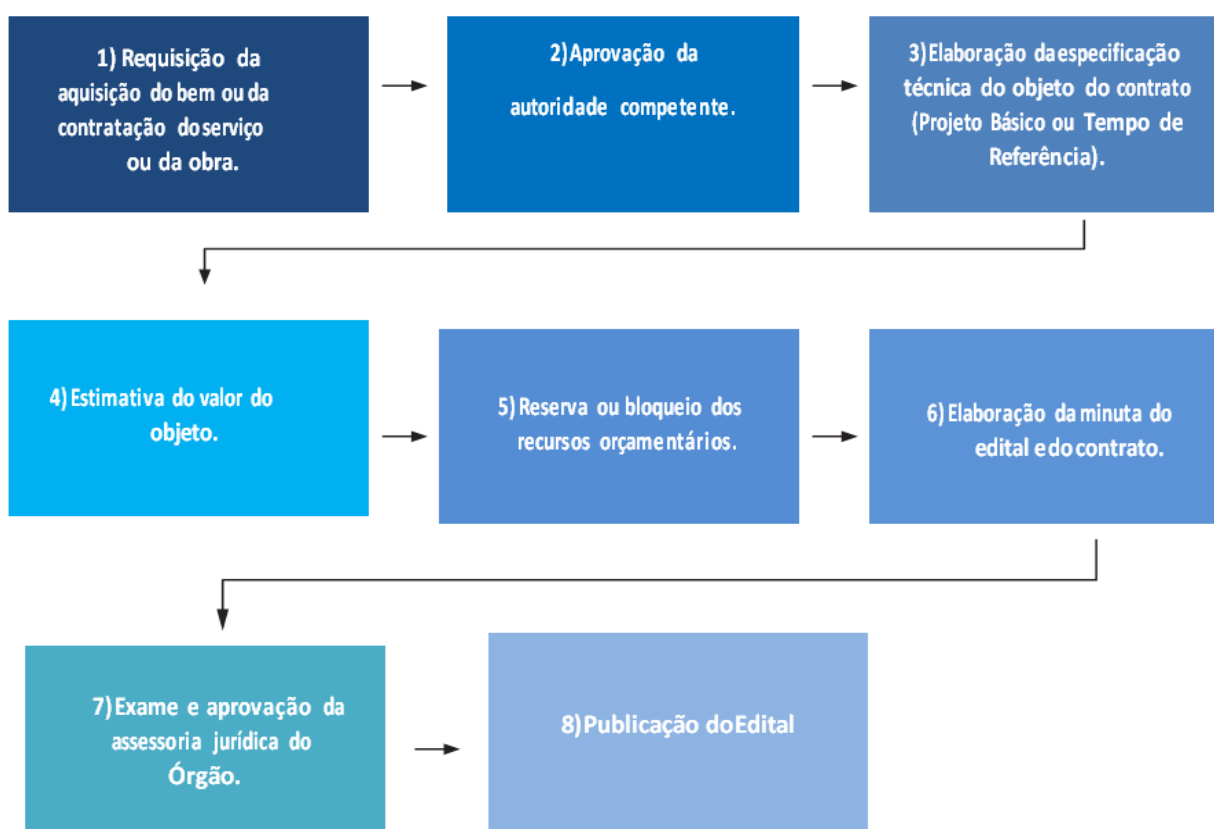 1) Requisição da
aquisição do bem ou da
contratação do serviço
ou da obra.
2)Aprovação da
autoridade competente.
3)Elaboração da especificação
técnica do objeto do contrato
(Projeto Básico ou Tempo de
Referência).
4)Estimativa do valor do
objeto.
5)Reserva ou bloqueio dos
recursos orçamentários.
6)Elaboração da minuta do
edital e do contrato.
7)Exame e aprovação da
assessoria jurídica do
Órgão.
8)Publicação do Edital